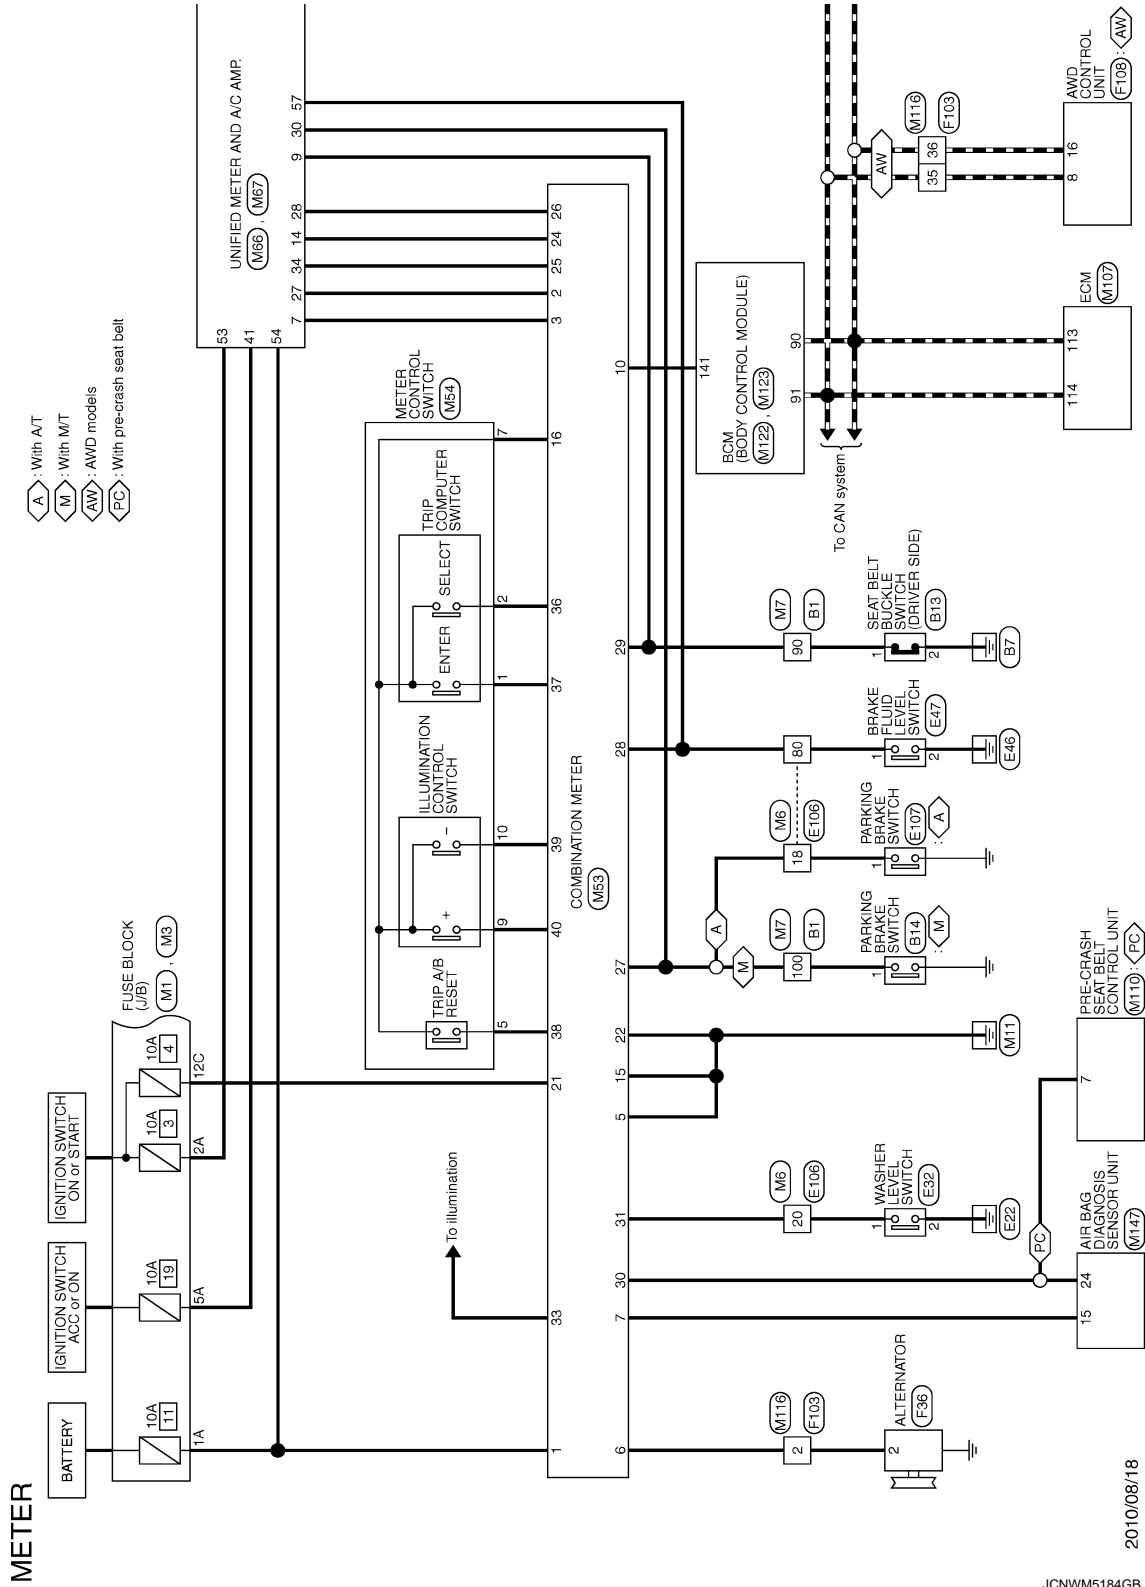 METER
A : With A/T
M : With M/T
AW : AWD models
PC : With pre-crash seat belt
BATTERY
IGNITION SWITCH
ACC or ON
IGNITION SWITCH
ON or START
FUSE BLOCK
(J/B)
M1 , M3
10A
11
10A
19
10A
3
10A
4
1A
5A
2A
12C
53
41
54
UNIFIED METER AND A/C AMP.
M66 , M67
7
27
34
14
28
9
30
57
METER
CONTROL
SWITCH
M54
TRIP A/B
RESET
ILLUMINATION
CONTROL
SWITCH
+
−
TRIP
COMPUTER
SWITCH
ENTER
SELECT
5
9
10
1
2
7
To illumination
1
33
21
38
40
39
37
36
16
3
2
25
24
26
COMBINATION METER
M53
6
7
30
31
5
15
22
27
28
29
10
M116
F103
2
ALTERNATOR
F36
2
AIR BAG
DIAGNOSIS
SENSOR UNIT
M147
15
24
PC
PRE-CRASH
SEAT BELT
CONTROL UNIT
M110 : PC
7
M6
E106
20
WASHER
LEVEL
SWITCH
E32
1
2
E22
M11
A
M
M7
B1
100
PARKING
BRAKE
SWITCH
B14
: M
1
M6
E106
18
80
PARKING
BRAKE
SWITCH
E107
: A
1
BRAKE
FLUID
LEVEL
SWITCH
E47
1
2
E46
M7
B1
90
SEAT BELT
BUCKLE
SWITCH
(DRIVER SIDE)
B13
1
2
B7
BCM
(BODY CONTROL MODULE)
M122 , M123
141
91
90
To CAN system
ECM
M107
114
113
AW
M116
F103
35
36
AWD
CONTROL
UNIT
F108 : AW
8
16
2010/08/18
JCNWM5184GB